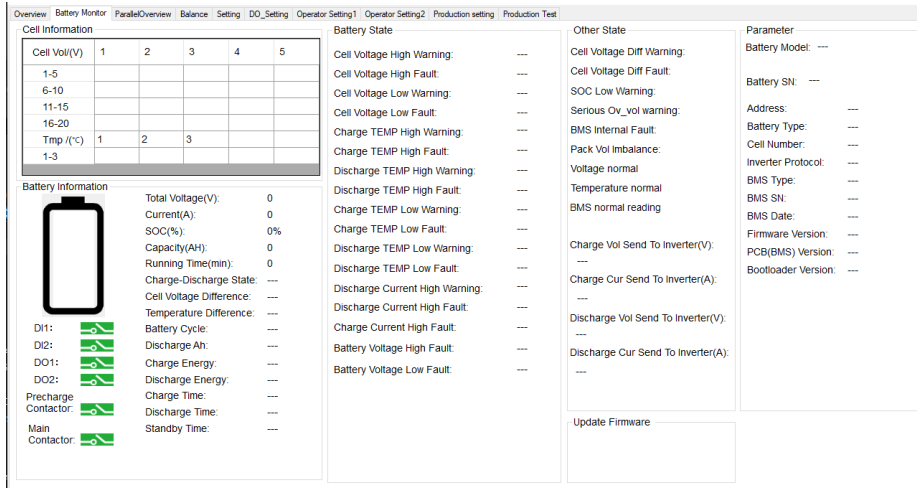 Overview Battery Monitor ParallelOverview Balance Setting DO_Setting Operator Setting1 Operator Setting2 Production setting Production Test
Cell Information
Cell Vol/(V) 1 2 3 4 5
1-5
6-10
11-15
16-20
Tmp /(°C) 1 2 3
1-3
Battery Information
Total Voltage(V): 0
Current(A): 0
SOC(%): 0%
Capacity(AH): 0
Running Time(min): 0
Charge-Discharge State: ---
Cell Voltage Difference: ---
Temperature Difference: ---
DI1: Battery Cycle: ---
DI2: Discharge Ah: ---
DO1: Charge Energy: ---
DO2: Discharge Energy: ---
Precharge Contactor: Charge Time: ---
Discharge Time: ---
Main Contactor: Standby Time: ---
Battery State
Cell Voltage High Warning: ---
Cell Voltage High Fault: ---
Cell Voltage Low Warning: ---
Cell Voltage Low Fault: ---
Charge TEMP High Warning: ---
Charge TEMP High Fault: ---
Discharge TEMP High Warning: ---
Discharge TEMP High Fault: ---
Charge TEMP Low Warning: ---
Charge TEMP Low Fault: ---
Discharge TEMP Low Warning: ---
Discharge TEMP Low Fault: ---
Discharge Current High Warning: ---
Discharge Current High Fault: ---
Charge Current High Fault: ---
Battery Voltage High Fault: ---
Battery Voltage Low Fault: ---
Other State
Cell Voltage Diff Warning:
Cell Voltage Diff Fault:
SOC Low Warning:
Serious Ov_vol warning:
BMS Internal Fault:
Pack Vol Imbalance:
Voltage normal
Temperature normal
BMS normal reading
Charge Vol Send To Inverter(V):
---
Charge Cur Send To Inverter(A):
---
Discharge Vol Send To Inverter(V):
---
Discharge Cur Send To Inverter(A):
---
Update Firmware
Parameter
Battery Model: ---
Battery SN: ---
Address: ---
Battery Type: ---
Cell Number: ---
Inverter Protocol: ---
BMS Type: ---
BMS SN: ---
BMS Date: ---
Firmware Version: ---
PCB(BMS) Version: ---
Bootloader Version: ---